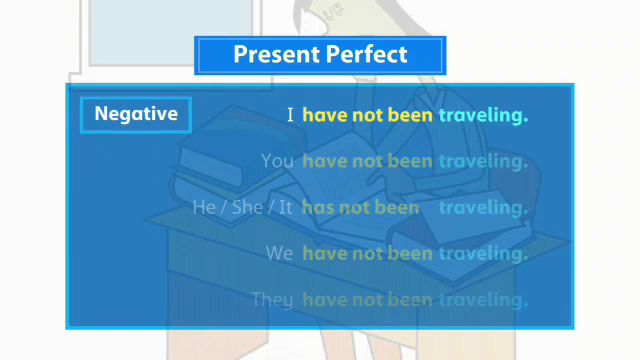 Present Perfect
Negative
I have not been traveling.
You have not been traveling.
He / She / It has not been traveling.
We have not been traveling.
They have not been traveling.